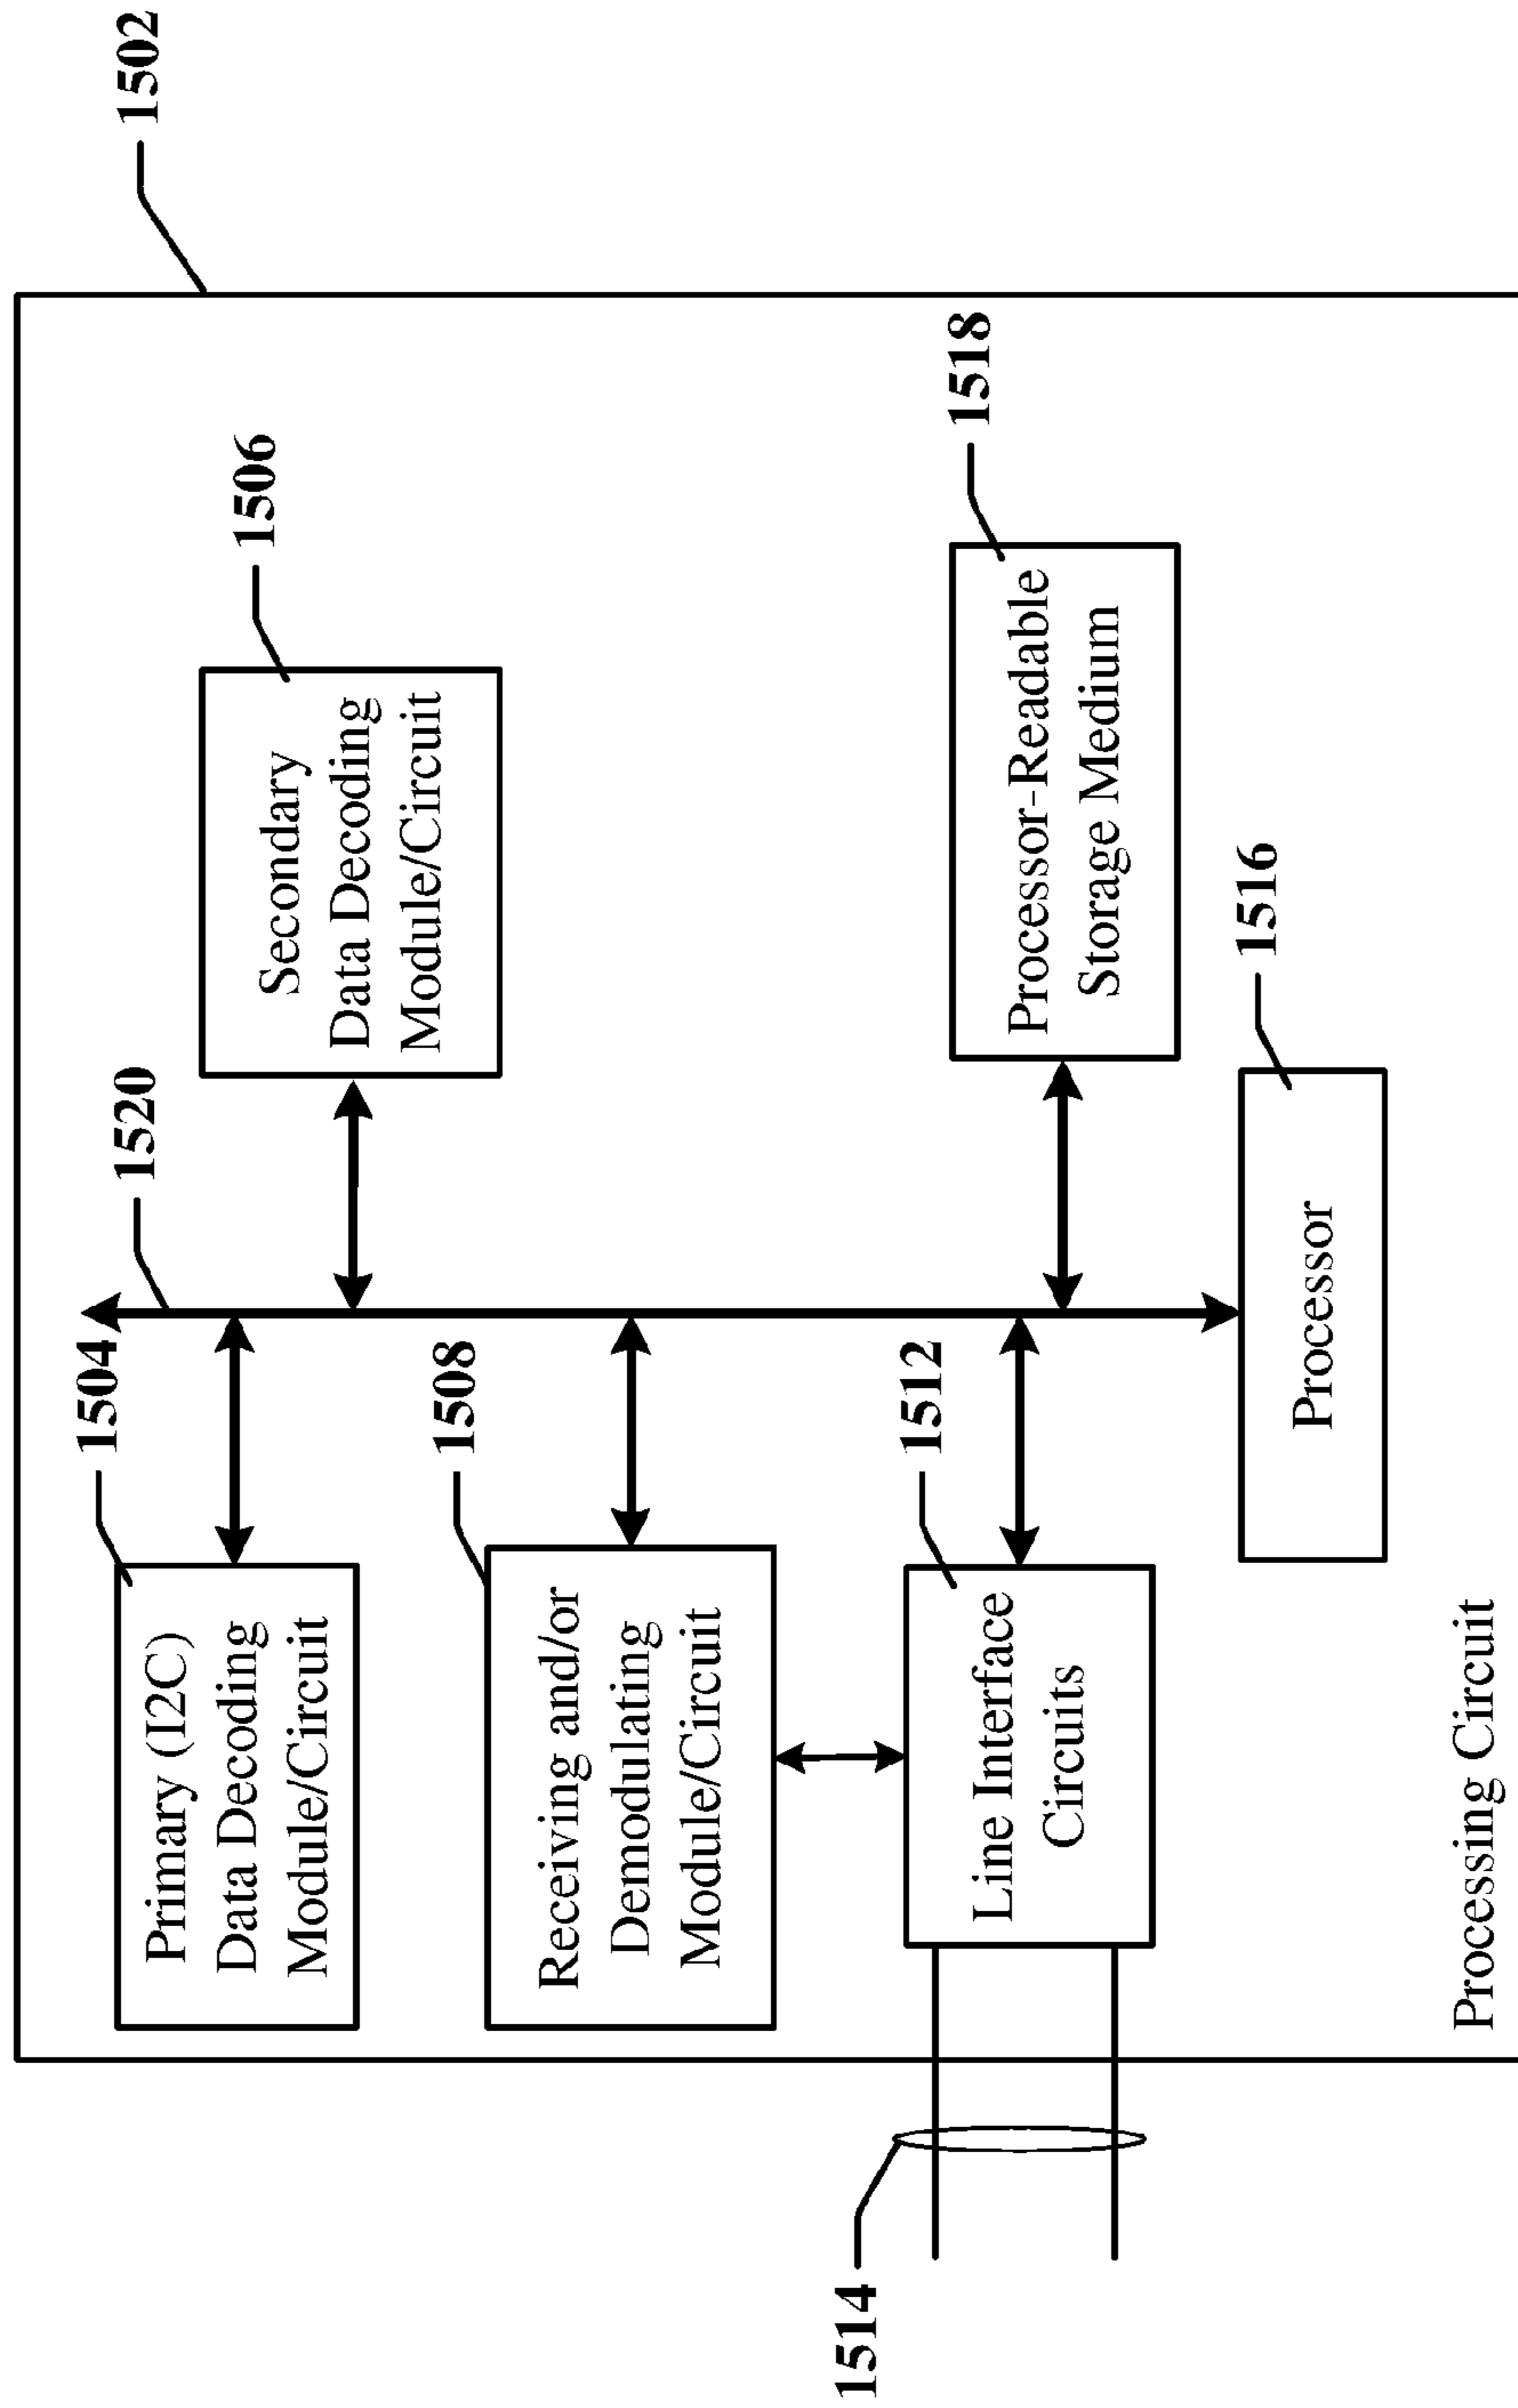 1502
1520
1504
Primary (I2C)
Data Decoding
Module/Circuit
1506
Secondary
Data Decoding
Module/Circuit
1508
Receiving and/or
Demodulating
Module/Circuit
1514
1512
Line Interface
Circuits
1518
Processor-Readable
Storage Medium
1516
Processor
Processing Circuit